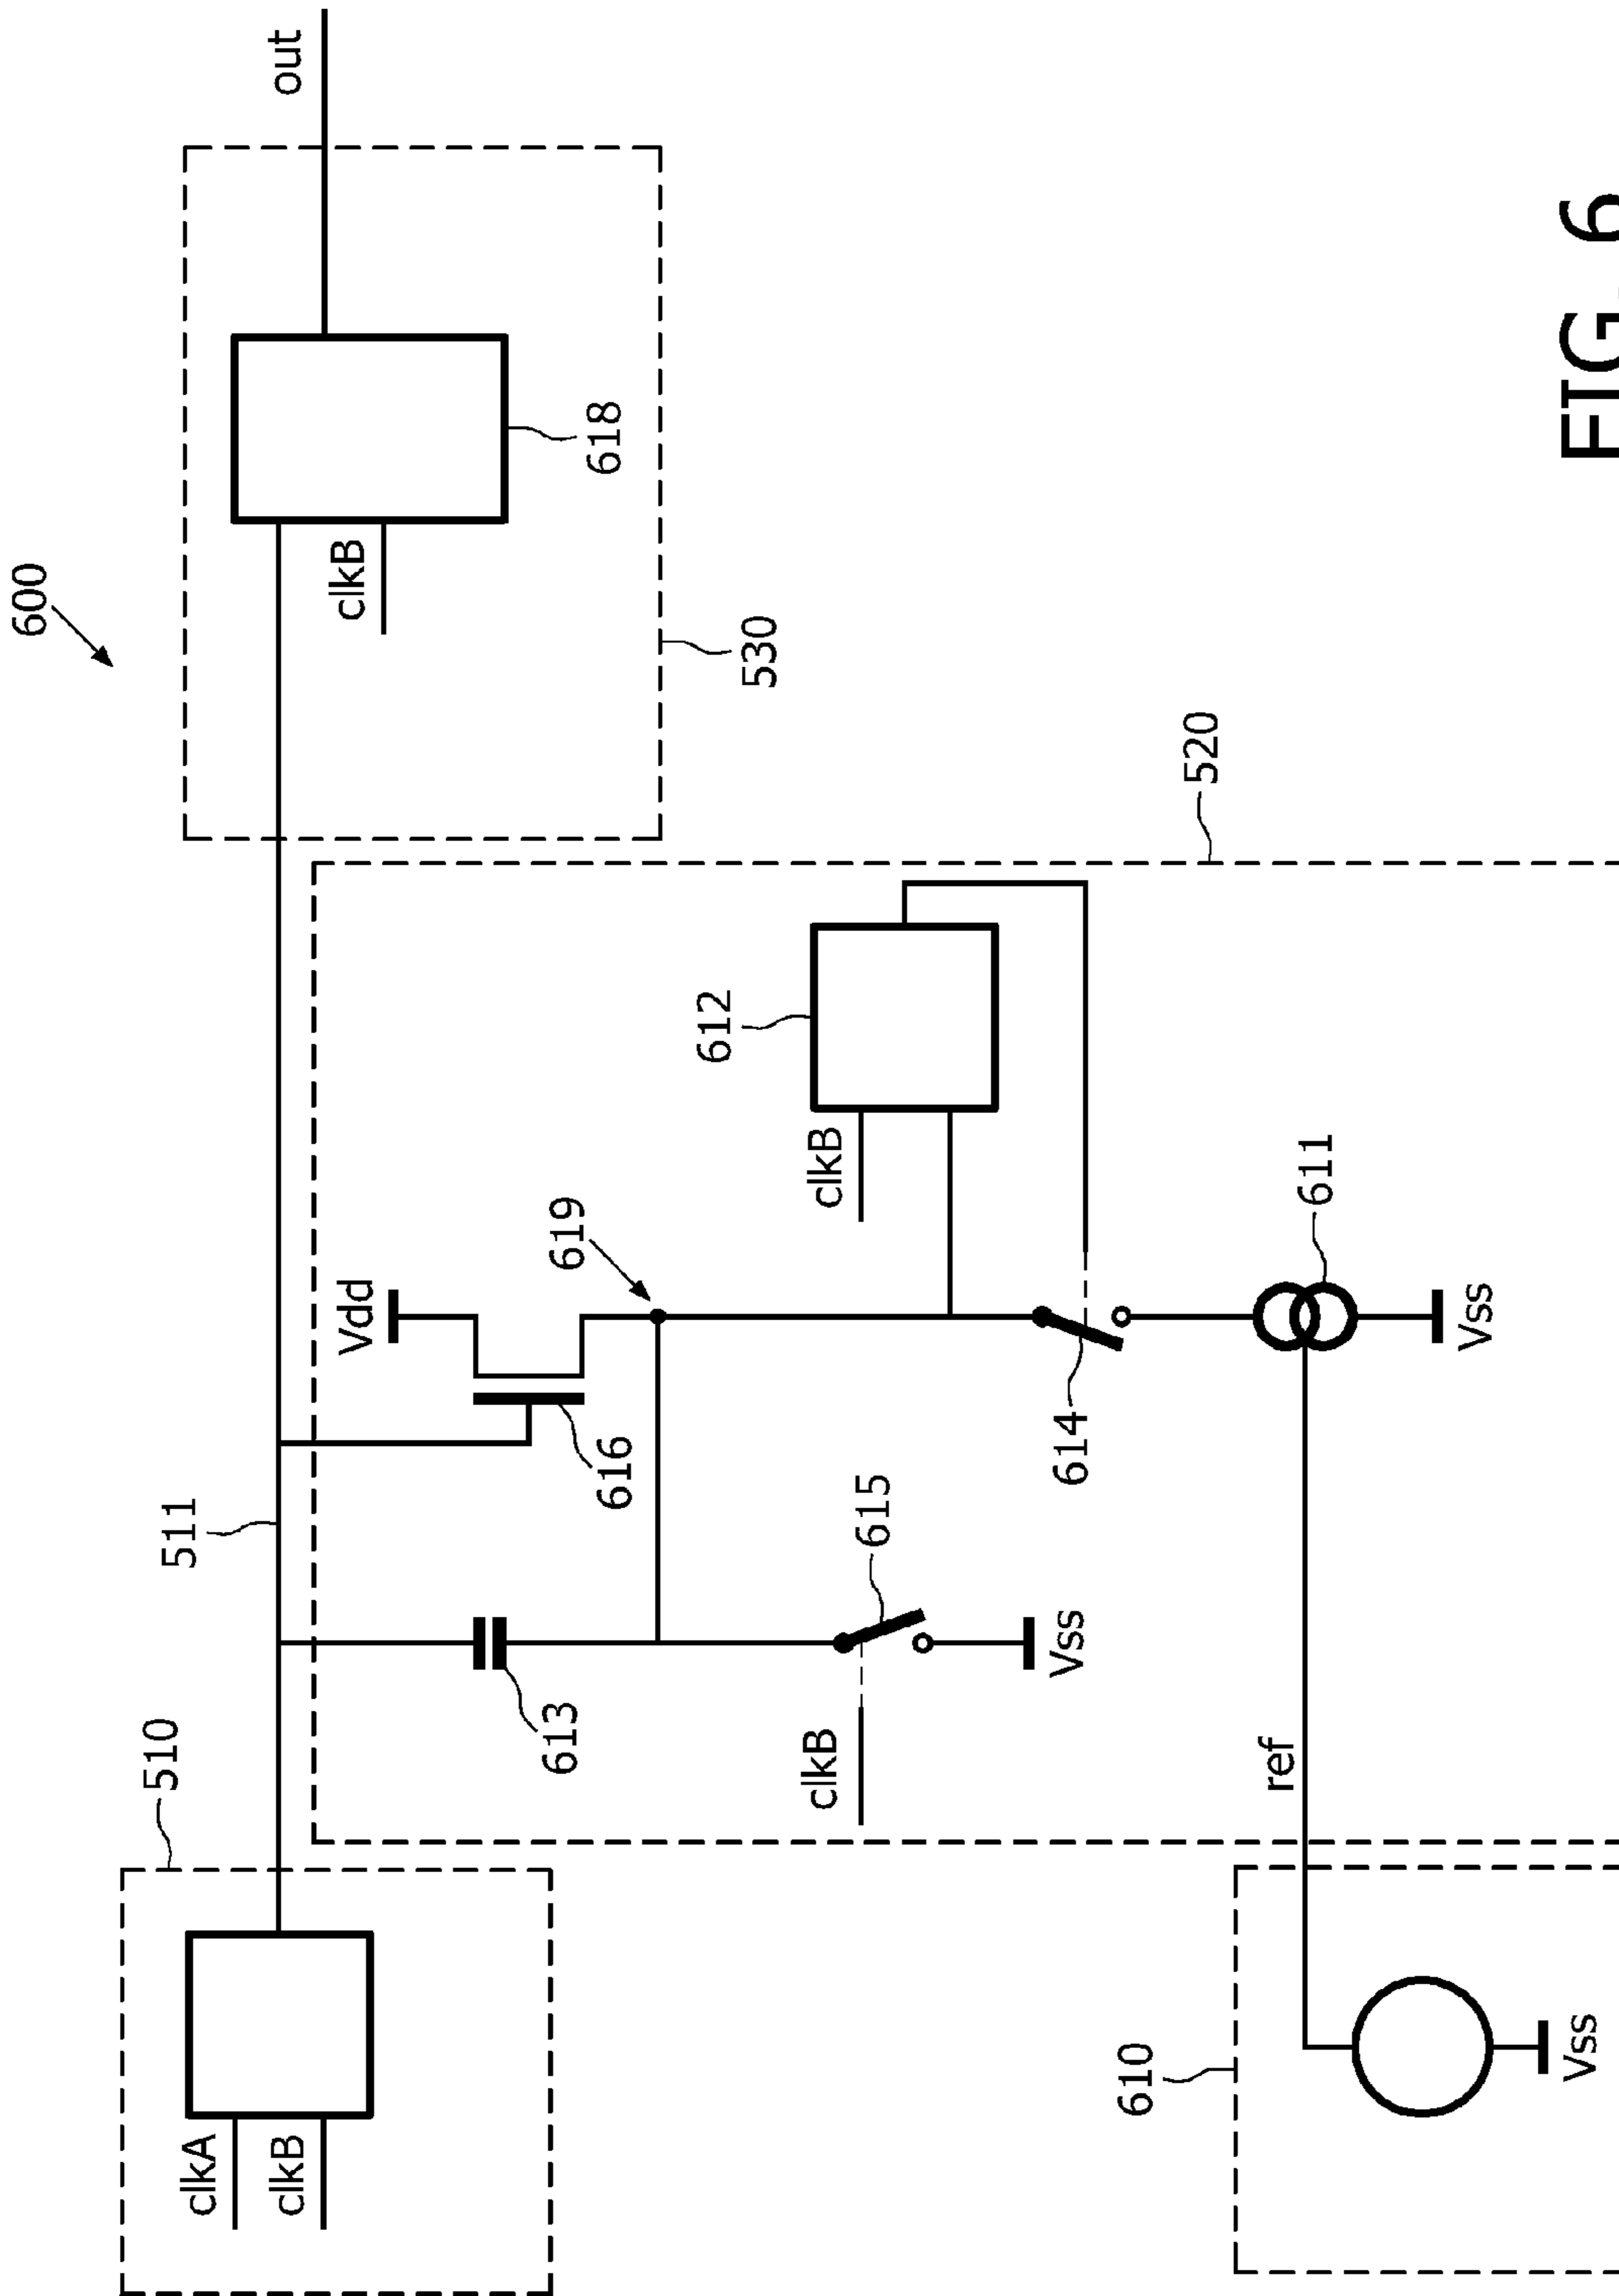 600
out
618
clkB
530
520
612
clkB
619
Vdd
611
Vss
614
616
511
615
613
clkB
Vss
ref
510
clkA
clkB
610
Vss
FIG. 6